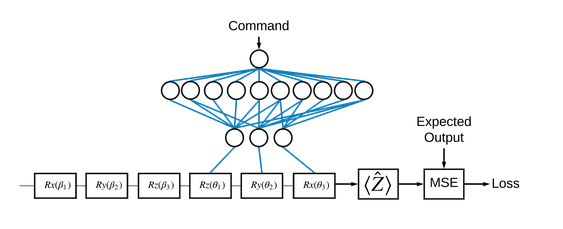 Command
Expected
Output
Rx(β₁) Ry(β₂) Rz(β₃) Rz(θ₁) Ry(θ₂) Rx(θ₃) ⟨Ẑ⟩ MSE Loss